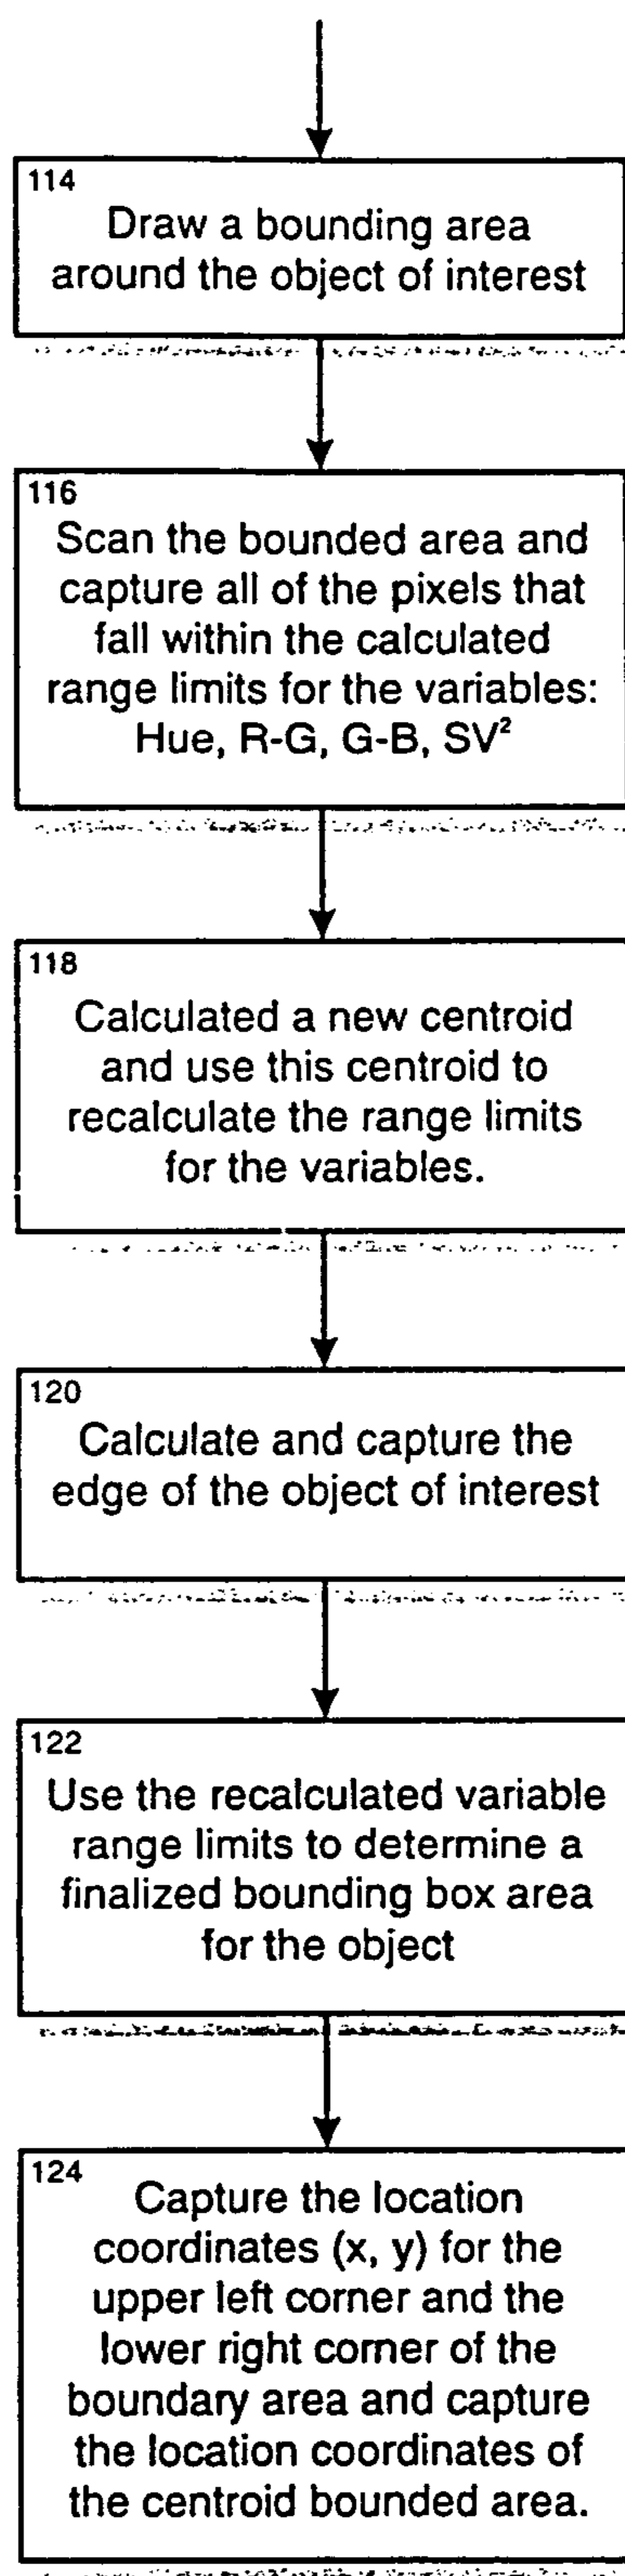 114
Draw a bounding area
around the object of interest
116
Scan the bounded area and
capture all of the pixels that
fall within the calculated
range limits for the variables:
Hue, R-G, G-B, SV²
118
Calculated a new centroid
and use this centroid to
recalculate the range limits
for the variables.
120
Calculate and capture the
edge of the object of interest
122
Use the recalculated variable
range limits to determine a
finalized bounding box area
for the object
124
Capture the location
coordinates (x, y) for the
upper left corner and the
lower right corner of the
boundary area and capture
the location coordinates of
the centroid bounded area.